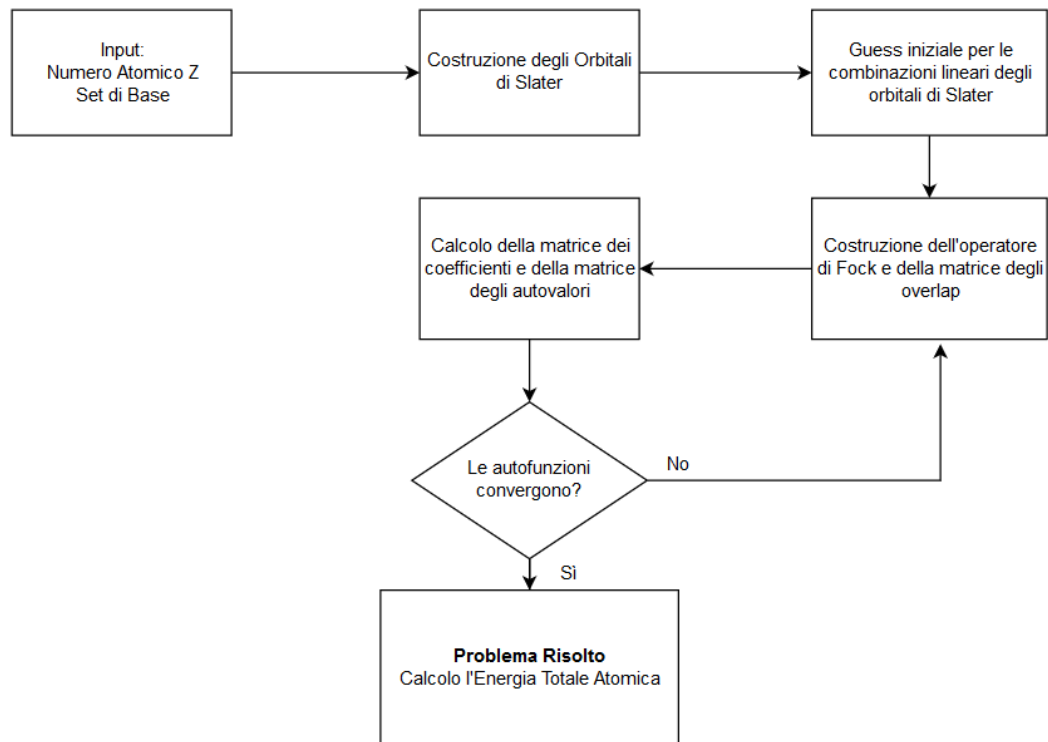 Input:
Numero Atomico Z
Set di Base
Costruzione degli Orbitali
di Slater
Guess iniziale per le
combinazioni lineari degli
orbitali di Slater
Costruzione dell'operatore
di Fock e della matrice degli
overlap
Calcolo della matrice dei
coefficienti e della matrice
degli autovalori
Le autofunzioni
convergono?
No
Sì
Problema Risolto
Calcolo l'Energia Totale Atomica